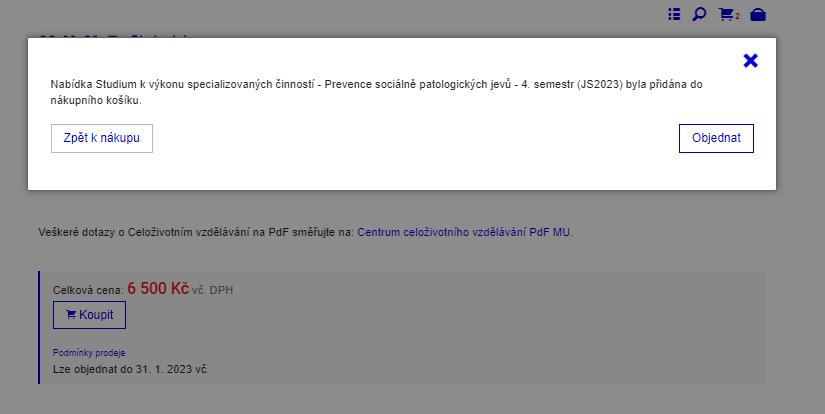 2
Nabídka Studium k výkonu specializovaných činností - Prevence sociálně patologických jevů - 4. semestr (JS2023) byla přidána do
nákupního košíku.
Zpět k nákupu
Objednat
Veškeré dotazy o Celoživotním vzdělávání na PdF směřujte na: Centrum celoživotního vzdělávání PdF MU.
Celková cena: 6 500 Kč vč. DPH
Koupit
Podmínky prodeje
Lze objednat do 31. 1. 2023 vč.